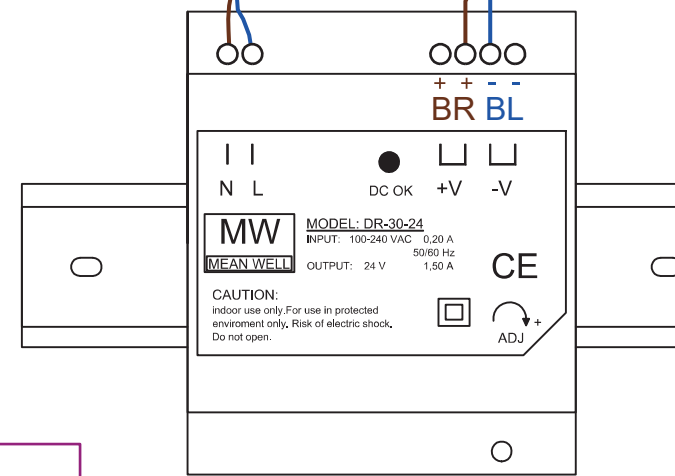 + + - -
BR BL
N L
DC OK +V -V
MW
MEAN WELL
MODEL: DR-30-24
INPUT: 100-240 VAC 0,20 A
50/60 Hz
OUTPUT: 24 V 1,50 A
CE
CAUTION:
indoor use only.For use in protected
enviroment only. Risk of electric shock.
Do not open.
+
ADJ